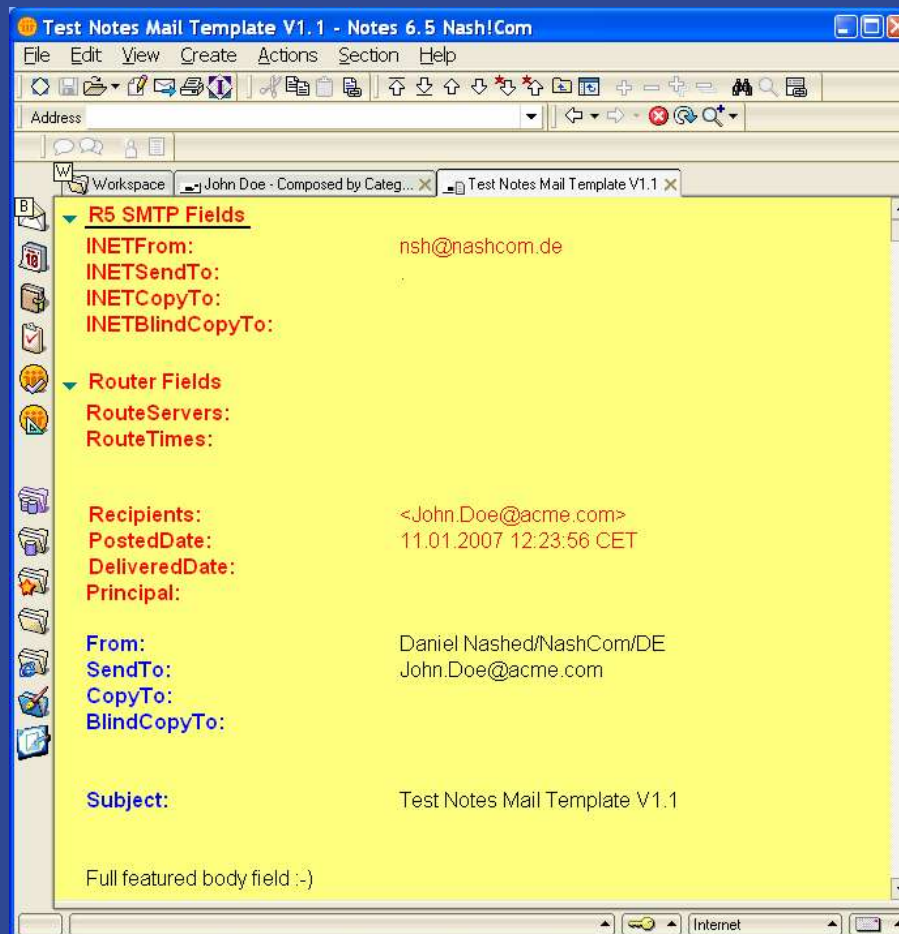 Test Notes Mail Template V1.1 - Notes 6.5 Nash!Com
File Edit View Create Actions Section Help
Address
W
Workspace John Doe - Composed by Categ... Test Notes Mail Template V1.1
B
R5 SMTP Fields
INETFrom: nsh@nashcom.de
INETSendTo: .
INETCopyTo:
INETBlindCopyTo:
Router Fields
RouteServers:
RouteTimes:
Recipients: <John.Doe@acme.com>
PostedDate: 11.01.2007 12:23:56 CET
DeliveredDate:
Principal:
From: Daniel Nashed/NashCom/DE
SendTo: John.Doe@acme.com
CopyTo:
BlindCopyTo:
Subject: Test Notes Mail Template V1.1
Full featured body field :-)
Internet